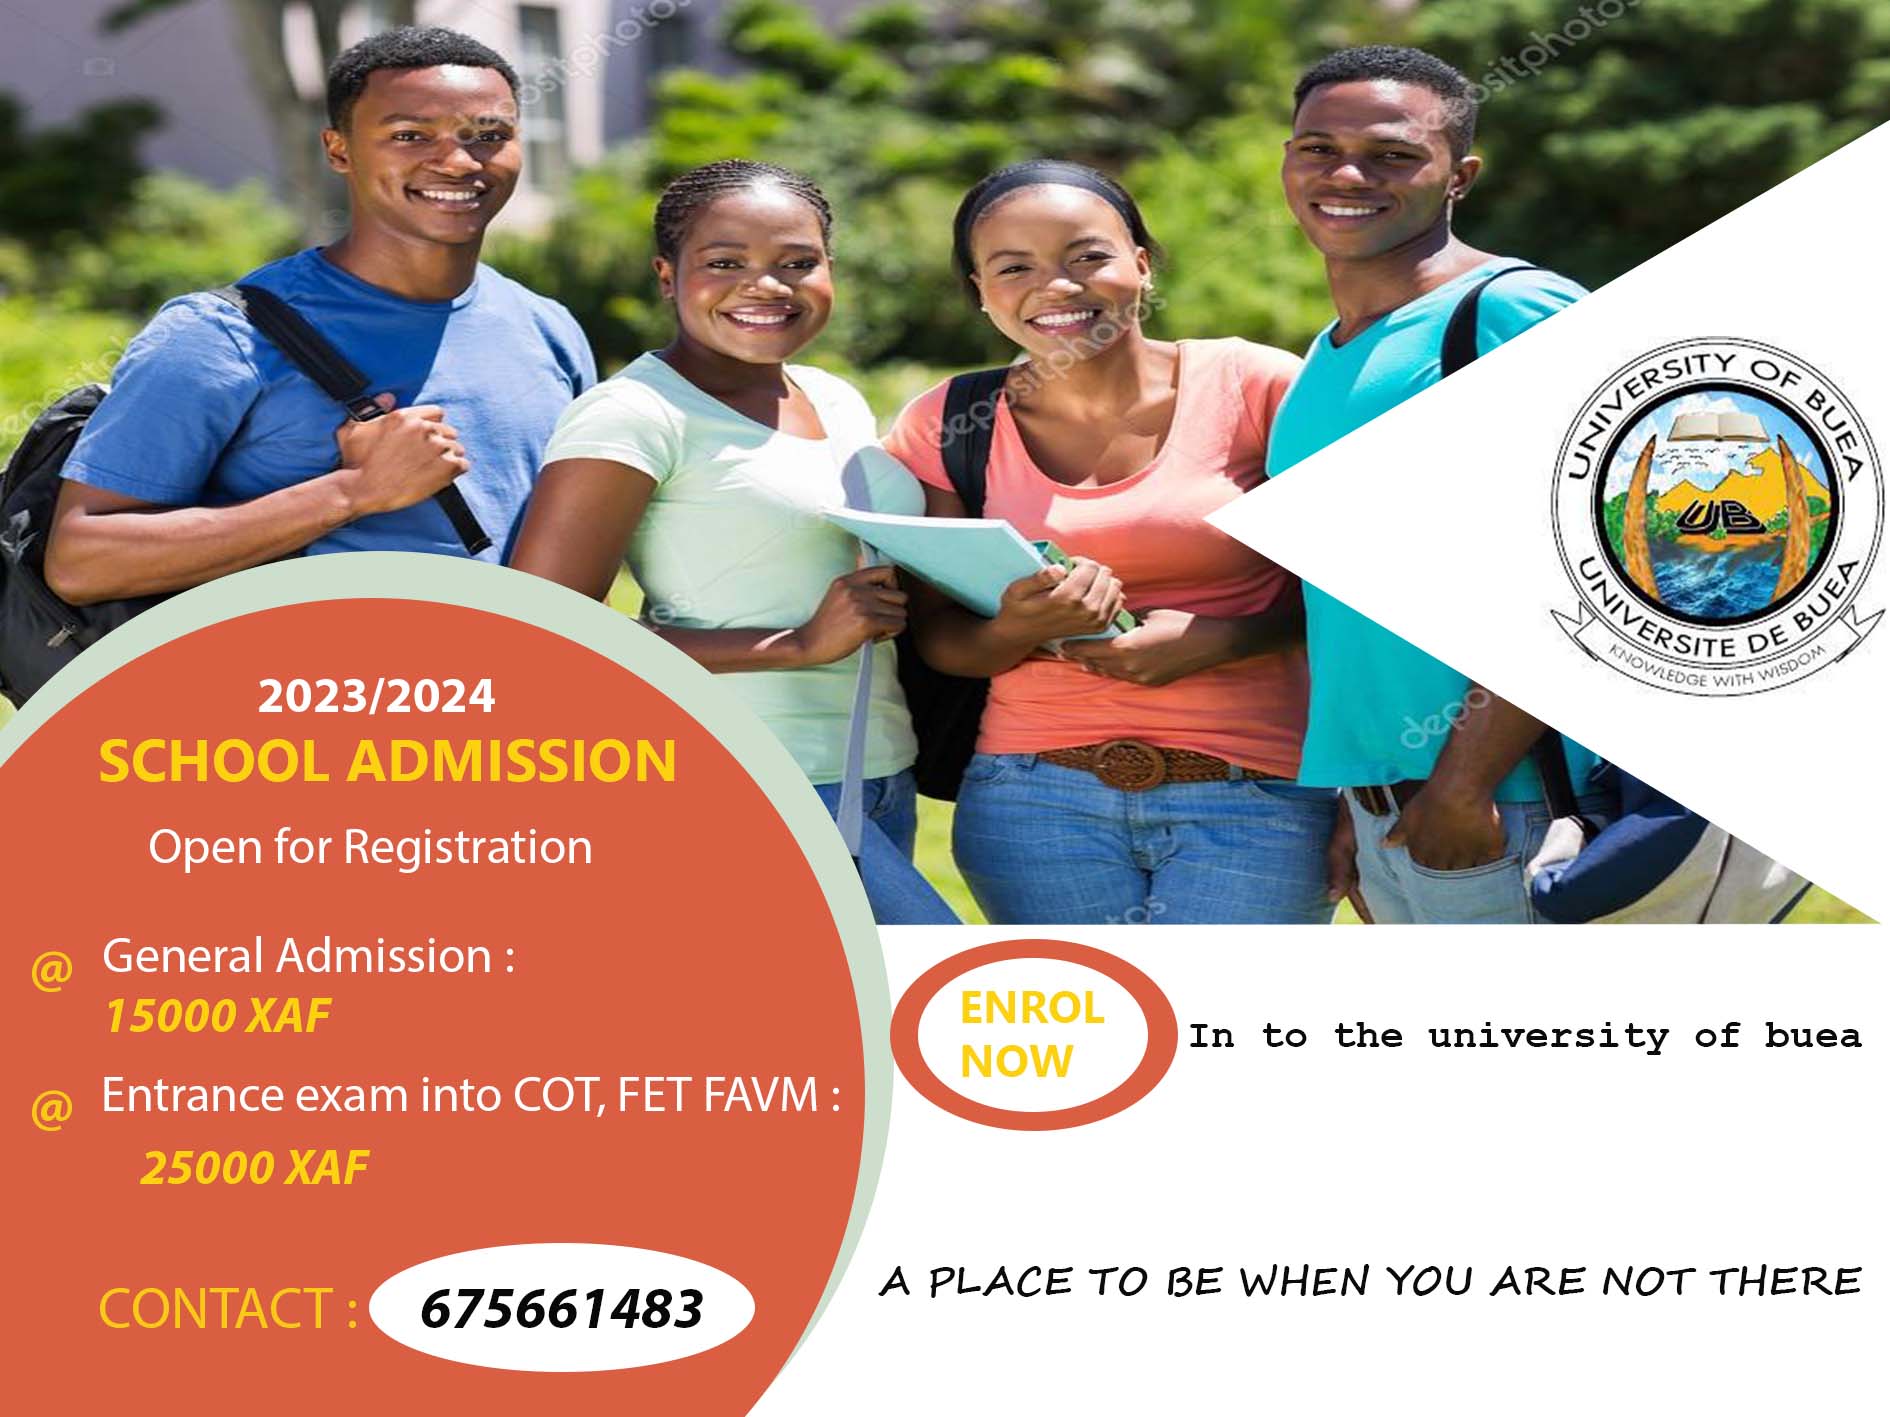 depositphotos
UNIVERSITY OF BUEA
UB
UNIVERSITE DE BUEA
KNOWLEDGE WITH WISDOM
2023/2024
SCHOOL ADMISSION
Open for Registration
@ General Admission :
15000 XAF
@ Entrance exam into COT, FET FAVM :
25000 XAF
CONTACT : 675661483
ENROL
NOW
In to the university of buea
A PLACE TO BE WHEN YOU ARE NOT THERE